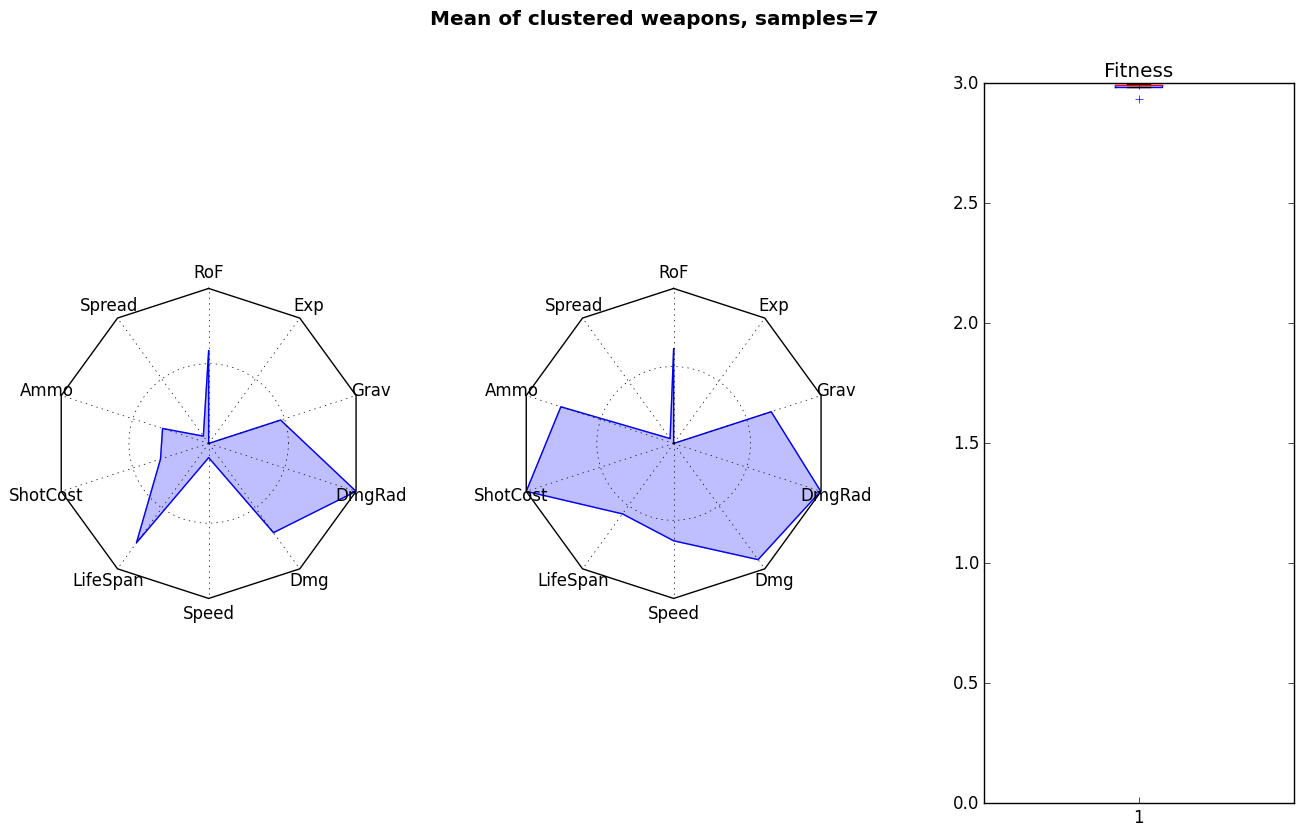 Mean of clustered weapons, samples=7
RoF
Exp
Grav
DmgRad
Dmg
Speed
LifeSpan
ShotCost
Ammo
Spread
RoF
Exp
Grav
DmgRad
Dmg
Speed
LifeSpan
ShotCost
Ammo
Spread
Fitness
3.0
2.5
2.0
1.5
1.0
0.5
0.0
1